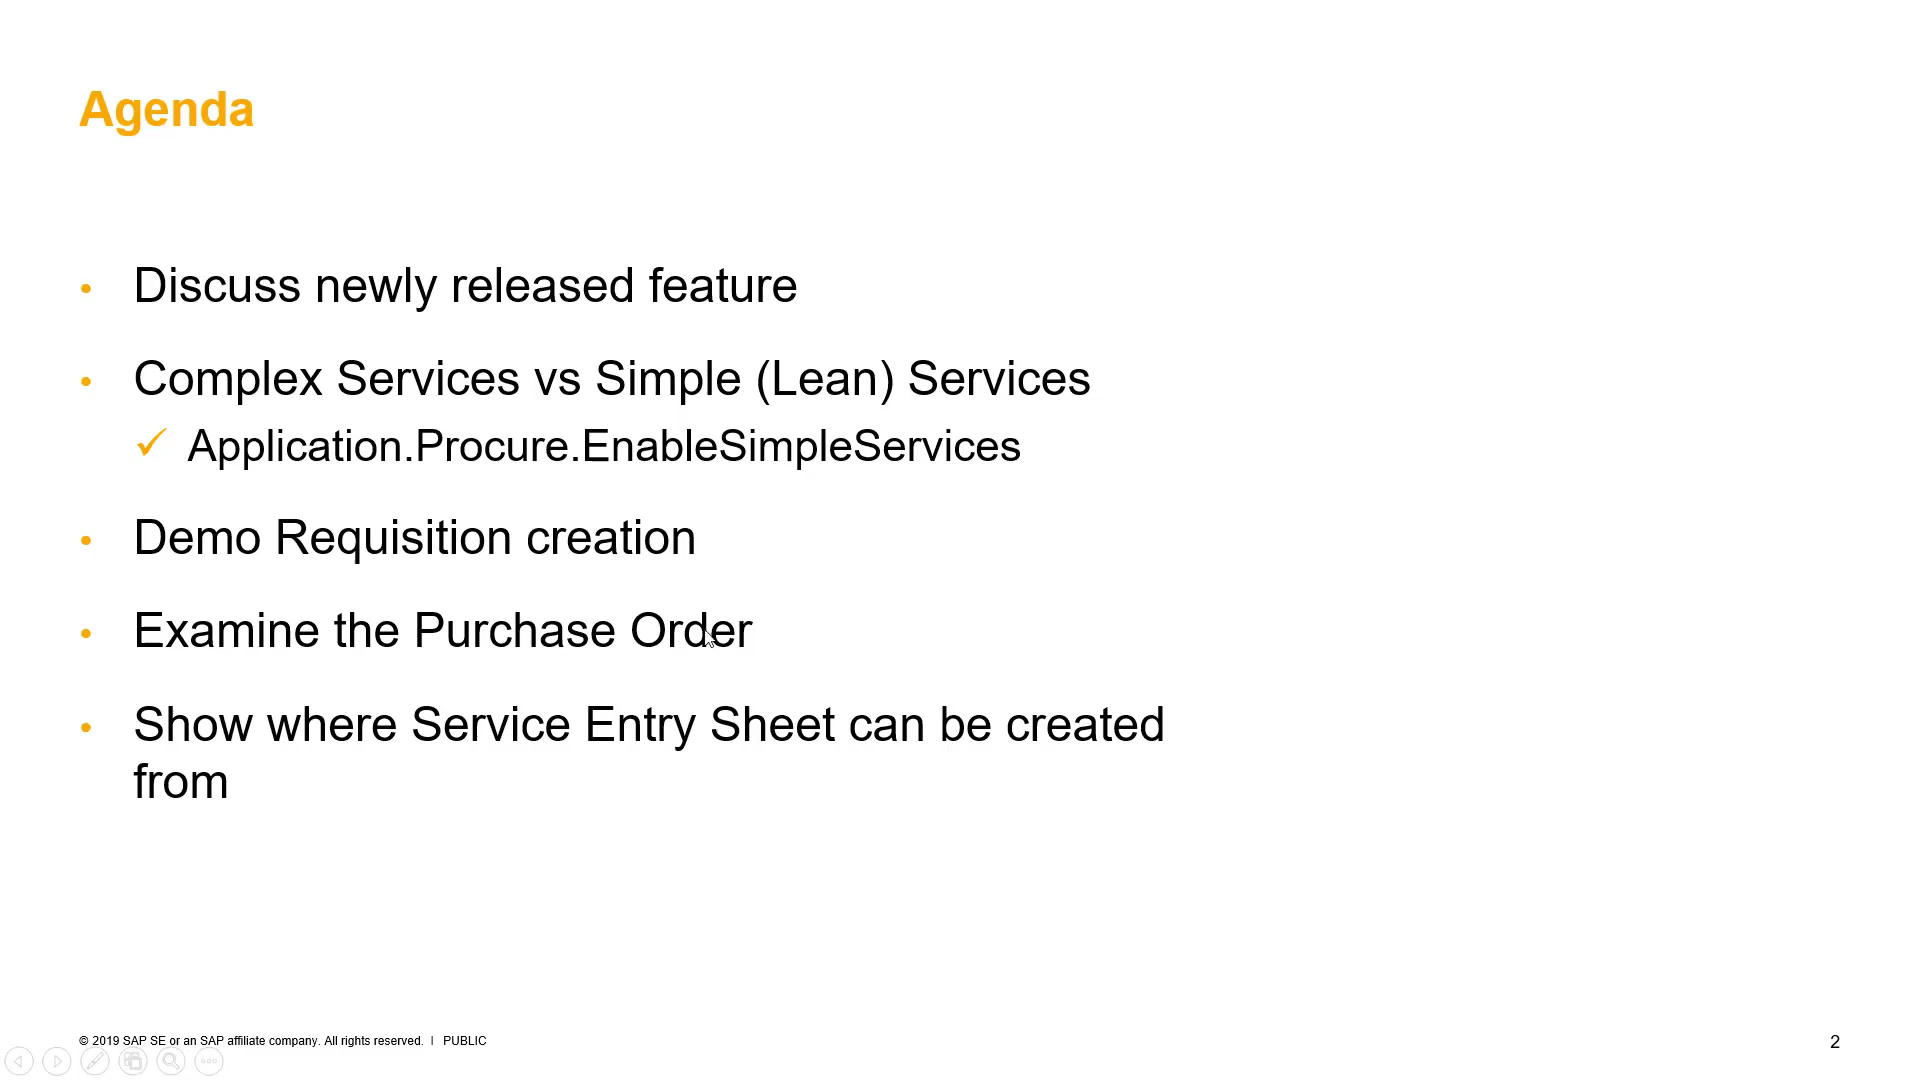 Agenda
• Discuss newly released feature
• Complex Services vs Simple (Lean) Services
✓ Application.Procure.EnableSimpleServices
• Demo Requisition creation
• Examine the Purchase Order
• Show where Service Entry Sheet can be created
from
© 2019 SAP SE or an SAP affiliate company. All rights reserved. | PUBLIC
2